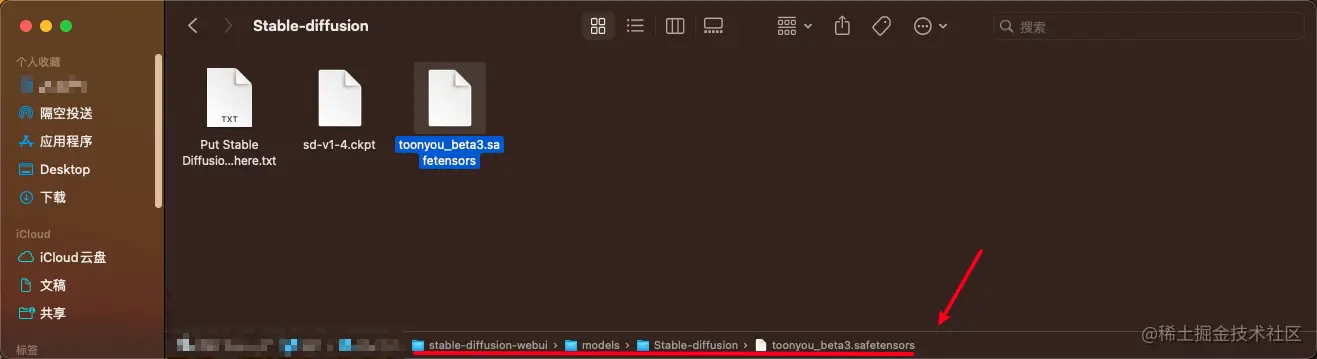 Stable-diffusion
搜索
个人收藏
隔空投送
应用程序
Desktop
下载
iCloud
iCloud云盘
文稿
共享
标签
TXT
Put Stable
Diffusio...here.txt
sd-v1-4.ckpt
toonyou_beta3.sa
fetensors
stable-diffusion-webui › models › Stable-diffusion › toonyou_beta3.safetensors
@稀土掘金技术社区